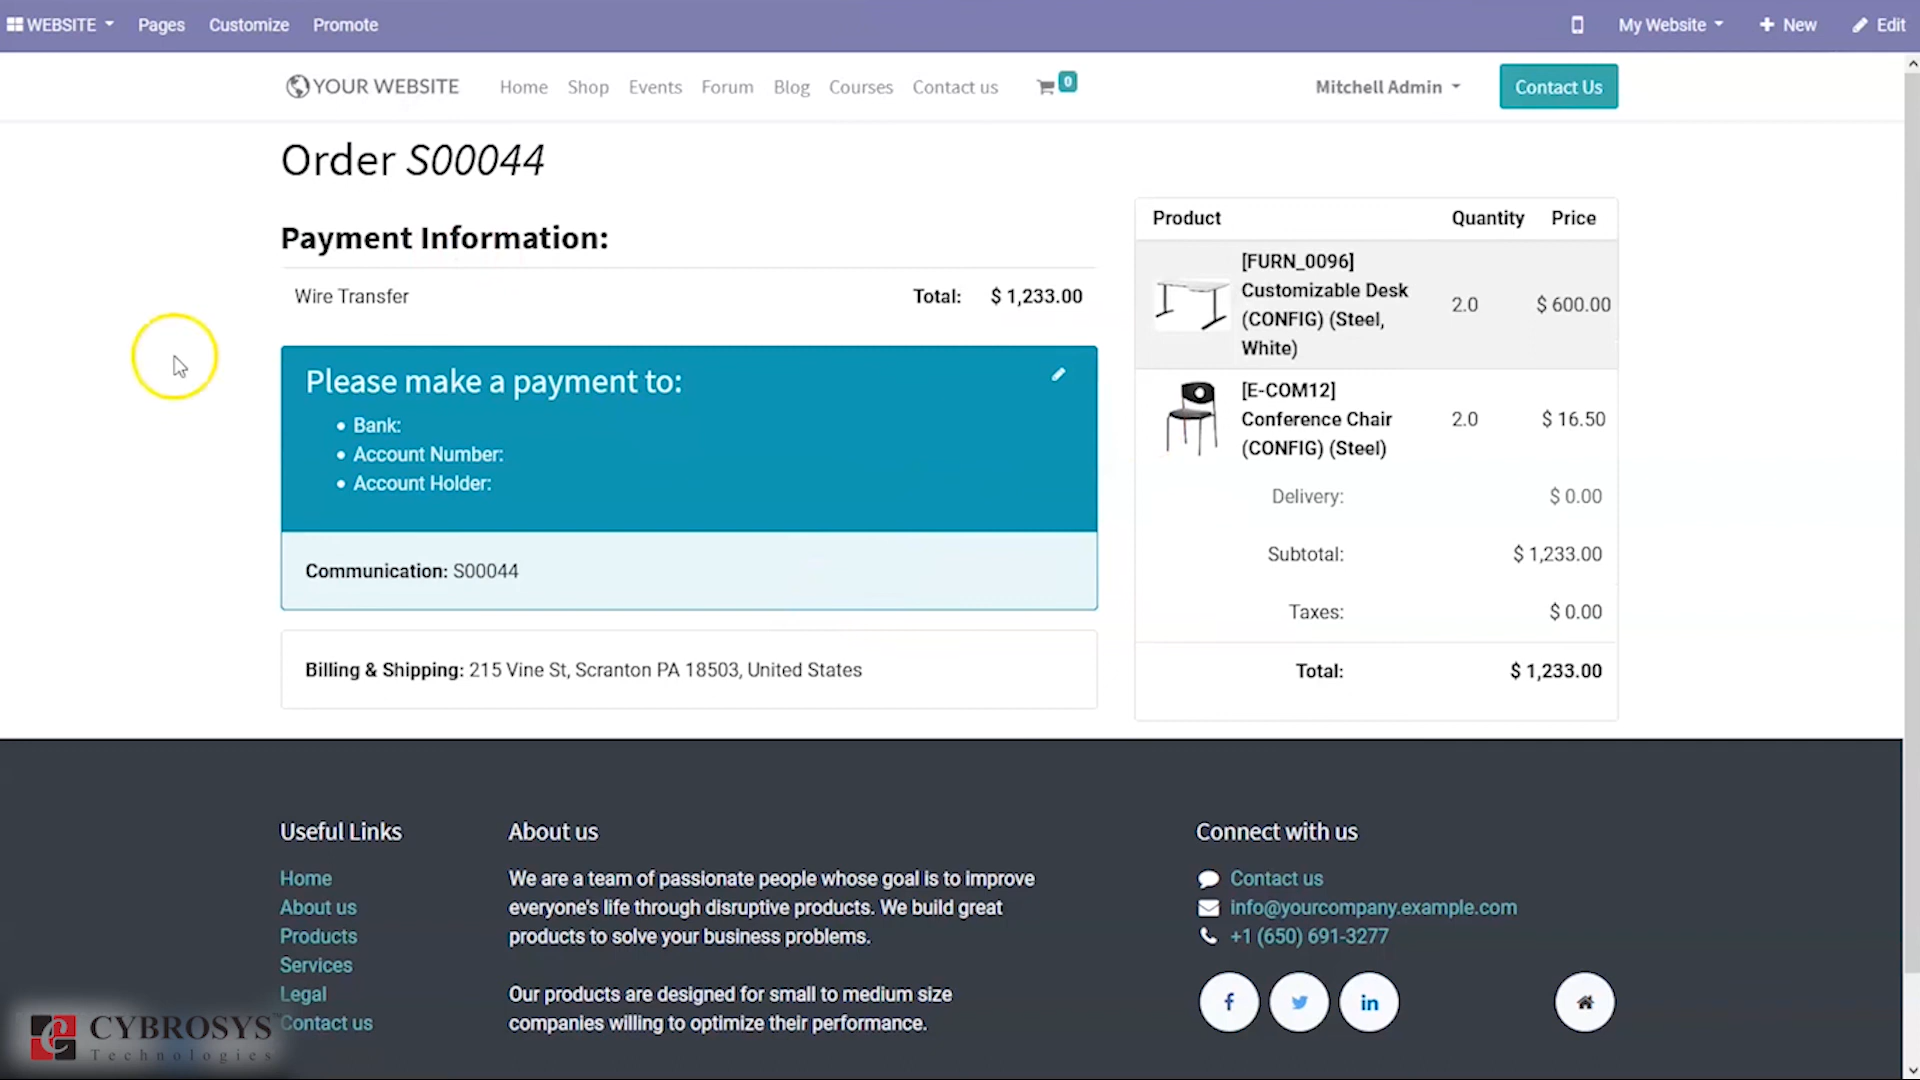 WEBSITE Pages Customize Promote My Website New Edit
YOUR WEBSITE Home Shop Events Forum Blog Courses Contact us 0 Mitchell Admin Contact Us
Order S00044
Payment Information:
Wire Transfer Total: $ 1,233.00
Please make a payment to:
Bank:
Account Number:
Account Holder:
Communication: S00044
Billing & Shipping: 215 Vine St, Scranton PA 18503, United States
Product Quantity Price
[FURN_0096]
Customizable Desk
(CONFIG) (Steel,
White)
2.0 $ 600.00
[E-COM12]
Conference Chair
(CONFIG) (Steel)
2.0 $ 16.50
Delivery: $ 0.00
Subtotal: $ 1,233.00
Taxes: $ 0.00
Total: $ 1,233.00
Useful Links
Home
About us
Products
Services
Legal
Contact us
About us
We are a team of passionate people whose goal is to improve
everyone's life through disruptive products. We build great
products to solve your business problems.
Our products are designed for small to medium size
companies willing to optimize their performance.
Connect with us
Contact us
info@yourcompany.example.com
+1 (650) 691-3277
CYBROSYS
Technologies